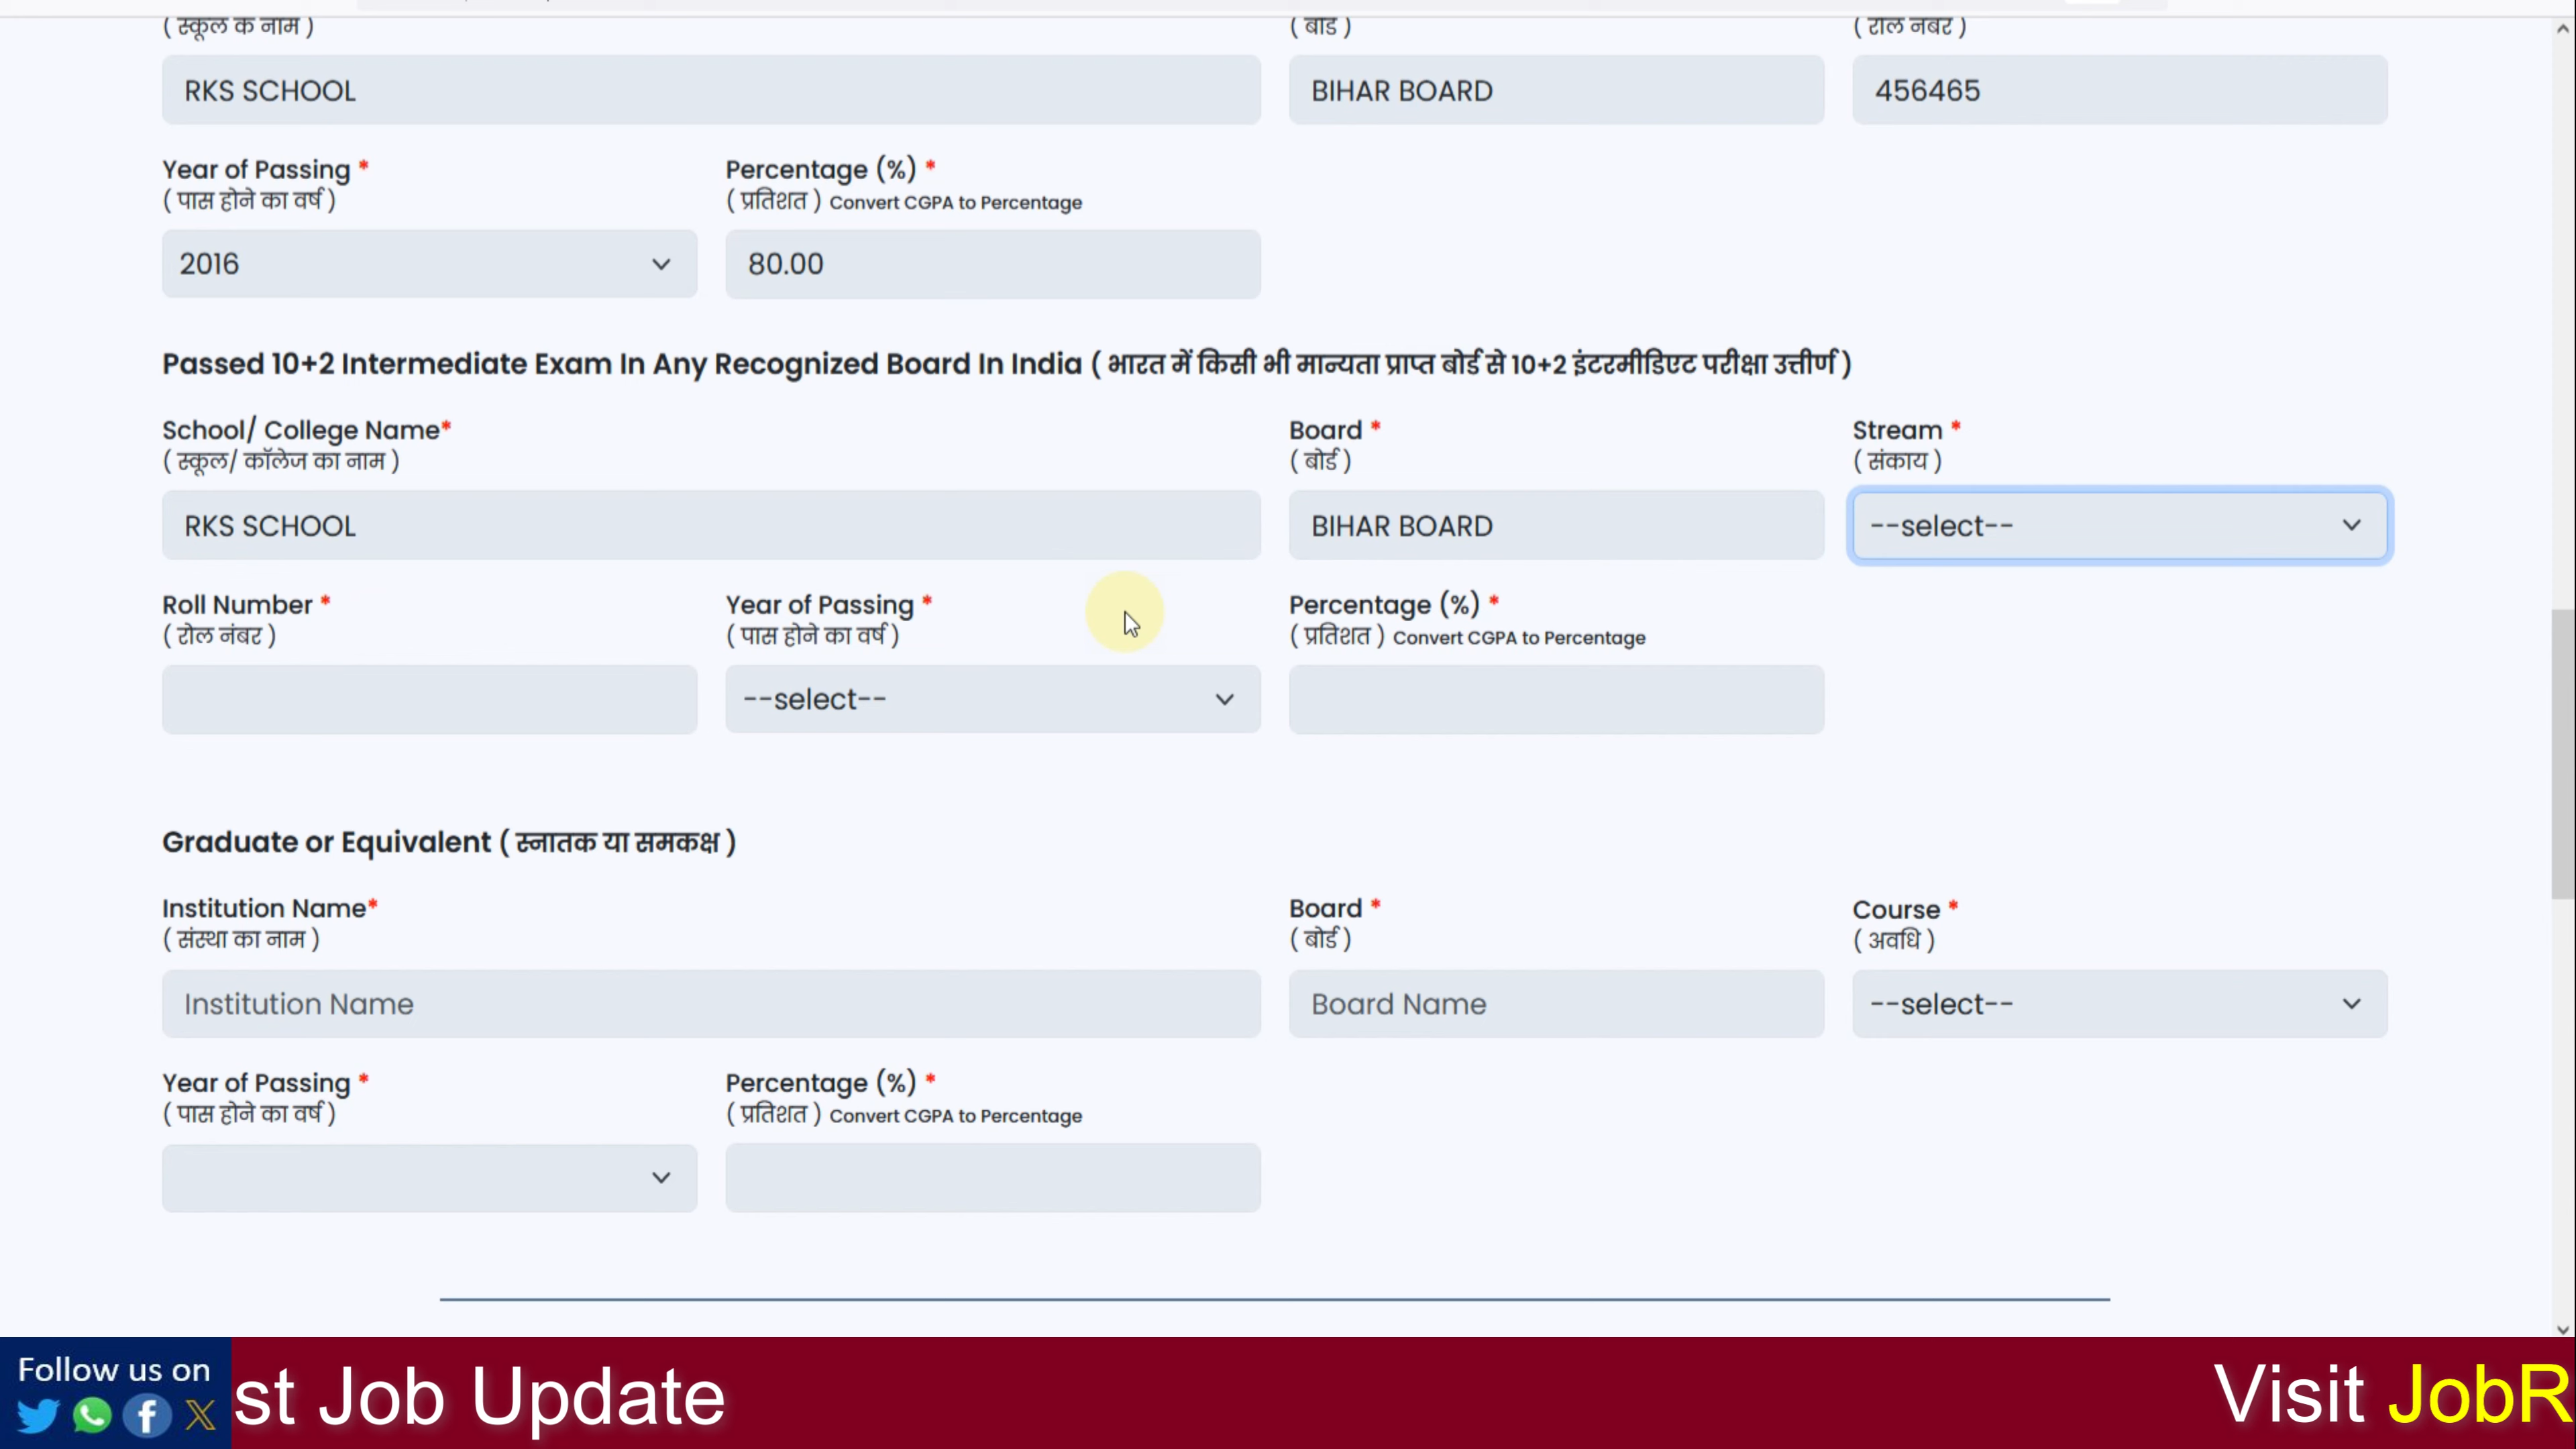 ( स्कूल के नाम )
( बोर्ड )
( रोल नंबर )
RKS SCHOOL
BIHAR BOARD
456465
Year of Passing *
( पास होने का वर्ष )
Percentage (%) *
( प्रतिशत ) Convert CGPA to Percentage
2016
80.00
Passed 10+2 Intermediate Exam In Any Recognized Board In India ( भारत में किसी भी मान्यता प्राप्त बोर्ड से 10+2 इंटरमीडिएट परीक्षा उत्तीर्ण )
School/ College Name*
( स्कूल/ कॉलेज का नाम )
Board *
( बोर्ड )
Stream *
( संकाय )
RKS SCHOOL
BIHAR BOARD
--select--
Roll Number *
( रोल नंबर )
Year of Passing *
( पास होने का वर्ष )
Percentage (%) *
( प्रतिशत ) Convert CGPA to Percentage
--select--
Graduate or Equivalent ( स्नातक या समकक्ष )
Institution Name*
( संस्था का नाम )
Board *
( बोर्ड )
Course *
( अवधि )
Institution Name
Board Name
--select--
Year of Passing *
( पास होने का वर्ष )
Percentage (%) *
( प्रतिशत ) Convert CGPA to Percentage
Follow us on
st Job Update
Visit JobR